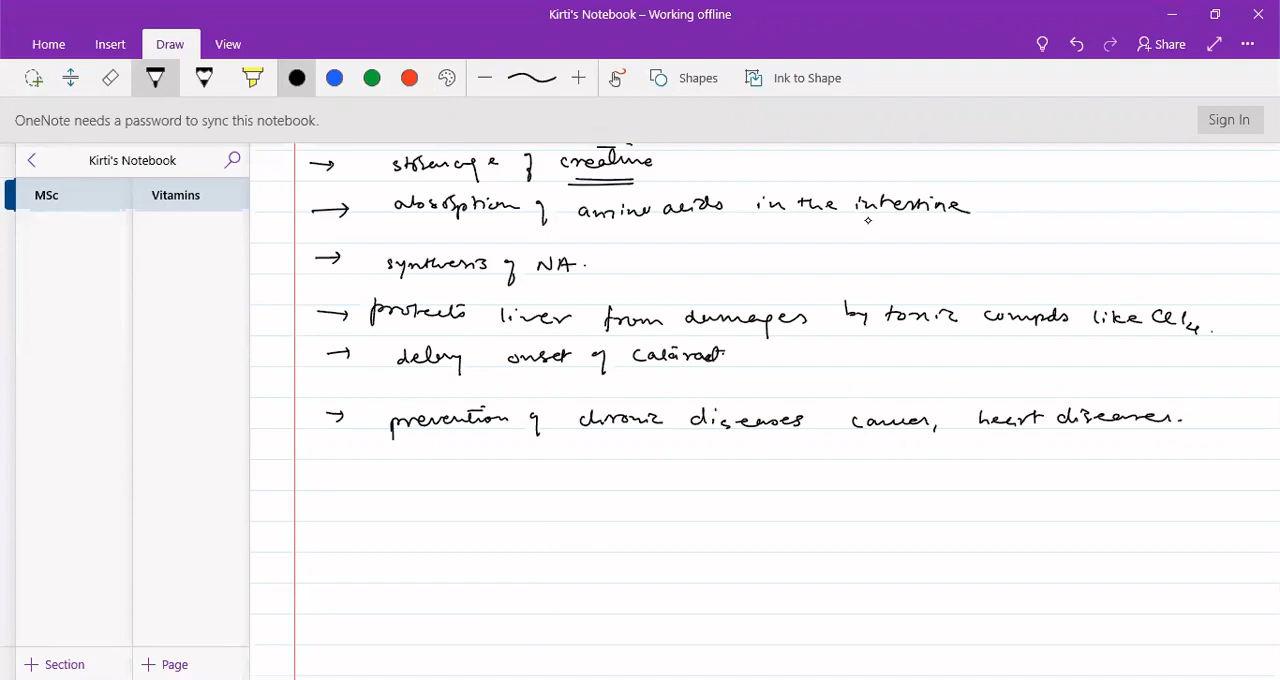 Kirti's Notebook – Working offline
Home Insert Draw View Share
Shapes Ink to Shape
OneNote needs a password to sync this notebook. Sign In
Kirti's Notebook
MSc Vitamins
→ storage of creatine
→ absorption of amino acids in the intestine
→ synthesis of NA.
→ protects liver from damages by toxic compds like CCl4.
→ delay onset of cataract
→ prevention of chronic diseases cancer, heart diseases.
+ Section + Page